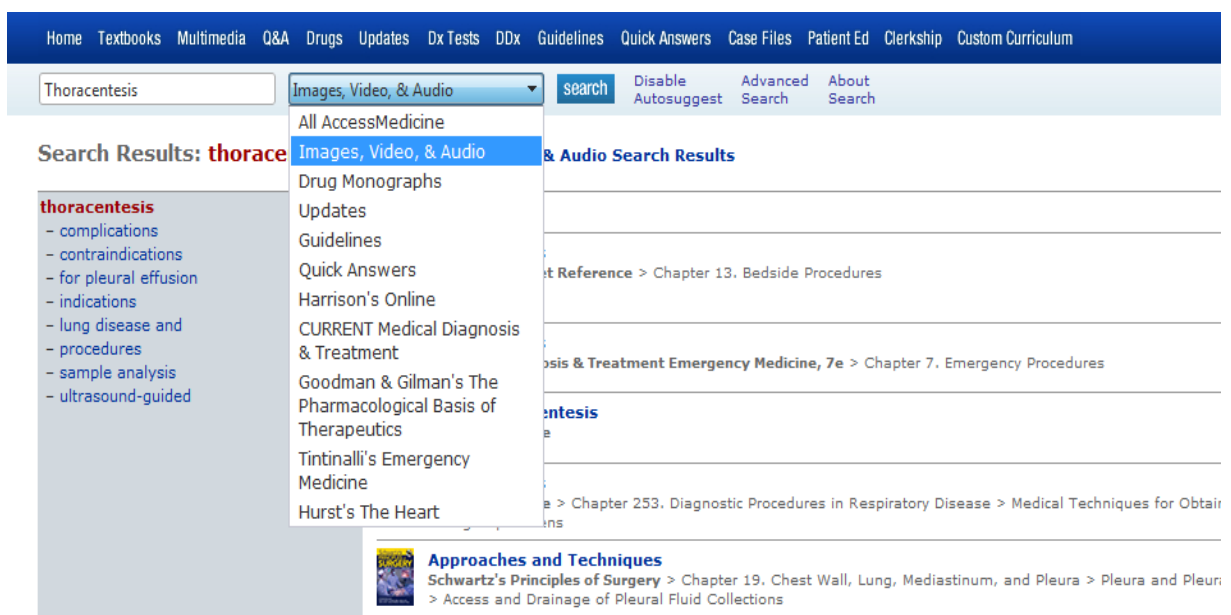 Home Textbooks Multimedia Q&A Drugs Updates Dx Tests DDx Guidelines Quick Answers Case Files Patient Ed Clerkship Custom Curriculum
Thoracentesis
Images, Video, & Audio
search
Disable Autosuggest
Advanced Search
About Search
All AccessMedicine
Images, Video, & Audio
Drug Monographs
Updates
Guidelines
Quick Answers
Harrison's Online
CURRENT Medical Diagnosis
& Treatment
Goodman & Gilman's The
Pharmacological Basis of
Therapeutics
Tintinalli's Emergency
Medicine
Hurst's The Heart
Search Results: thorace
& Audio Search Results
thoracentesis
– complications
– contraindications
– for pleural effusion
– indications
– lung disease and
– procedures
– sample analysis
– ultrasound-guided
et Reference > Chapter 13. Bedside Procedures
osis & Treatment Emergency Medicine, 7e > Chapter 7. Emergency Procedures
entesis
e
e > Chapter 253. Diagnostic Procedures in Respiratory Disease > Medical Techniques for Obtain
ens
Approaches and Techniques
Schwartz's Principles of Surgery > Chapter 19. Chest Wall, Lung, Mediastinum, and Pleura > Pleura and Pleura
> Access and Drainage of Pleural Fluid Collections